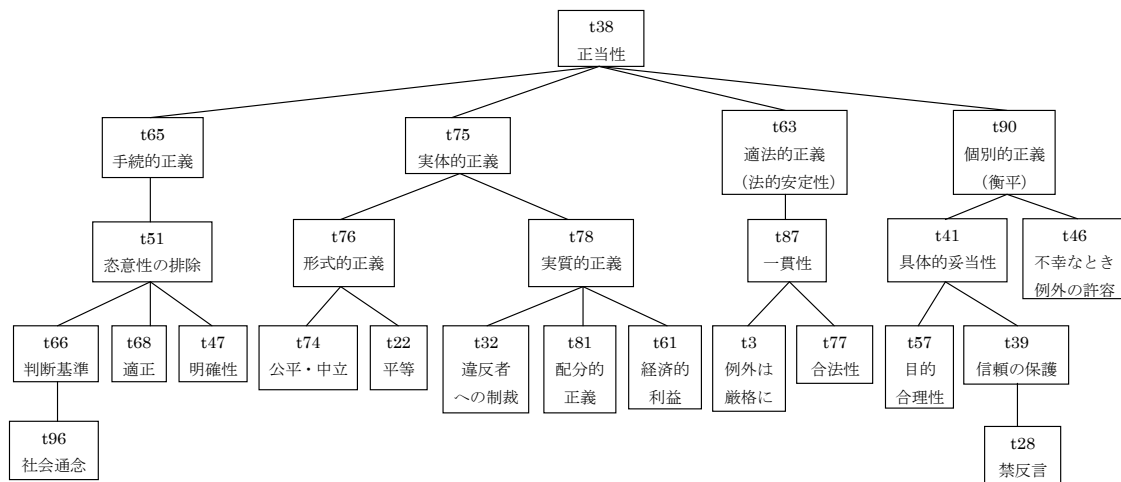 t38
正当性
t65
手続的正義
t75
実体的正義
t63
適法的正義
（法的安定性）
t90
個別的正義
（衡平）
t51
恣意性の排除
t76
形式的正義
t78
実質的正義
t87
一貫性
t41
具体的妥当性
t46
不幸なとき
例外の許容
t66
判断基準
t68
適正
t47
明確性
t74
公平・中立
t22
平等
t32
違反者
への制裁
t81
配分的
正義
t61
経済的
利益
t3
例外は
厳格に
t77
合法性
t57
目的
合理性
t39
信頼の保護
t96
社会通念
t28
禁反言